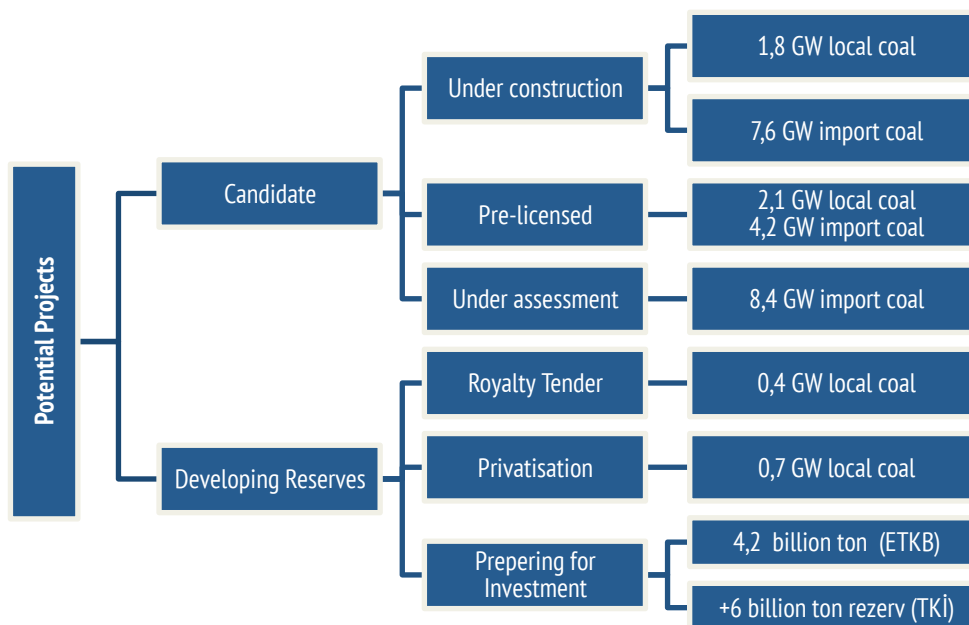 Potential Projects
Candidate
Under construction
1,8 GW local coal
7,6 GW import coal
Pre-licensed
2,1 GW local coal
4,2 GW import coal
Under assessment
8,4 GW import coal
Developing Reserves
Royalty Tender
0,4 GW local coal
Privatisation
0,7 GW local coal
Prepering for
Investment
4,2 billion ton (ETKB)
+6 billion ton rezerv (TKİ)